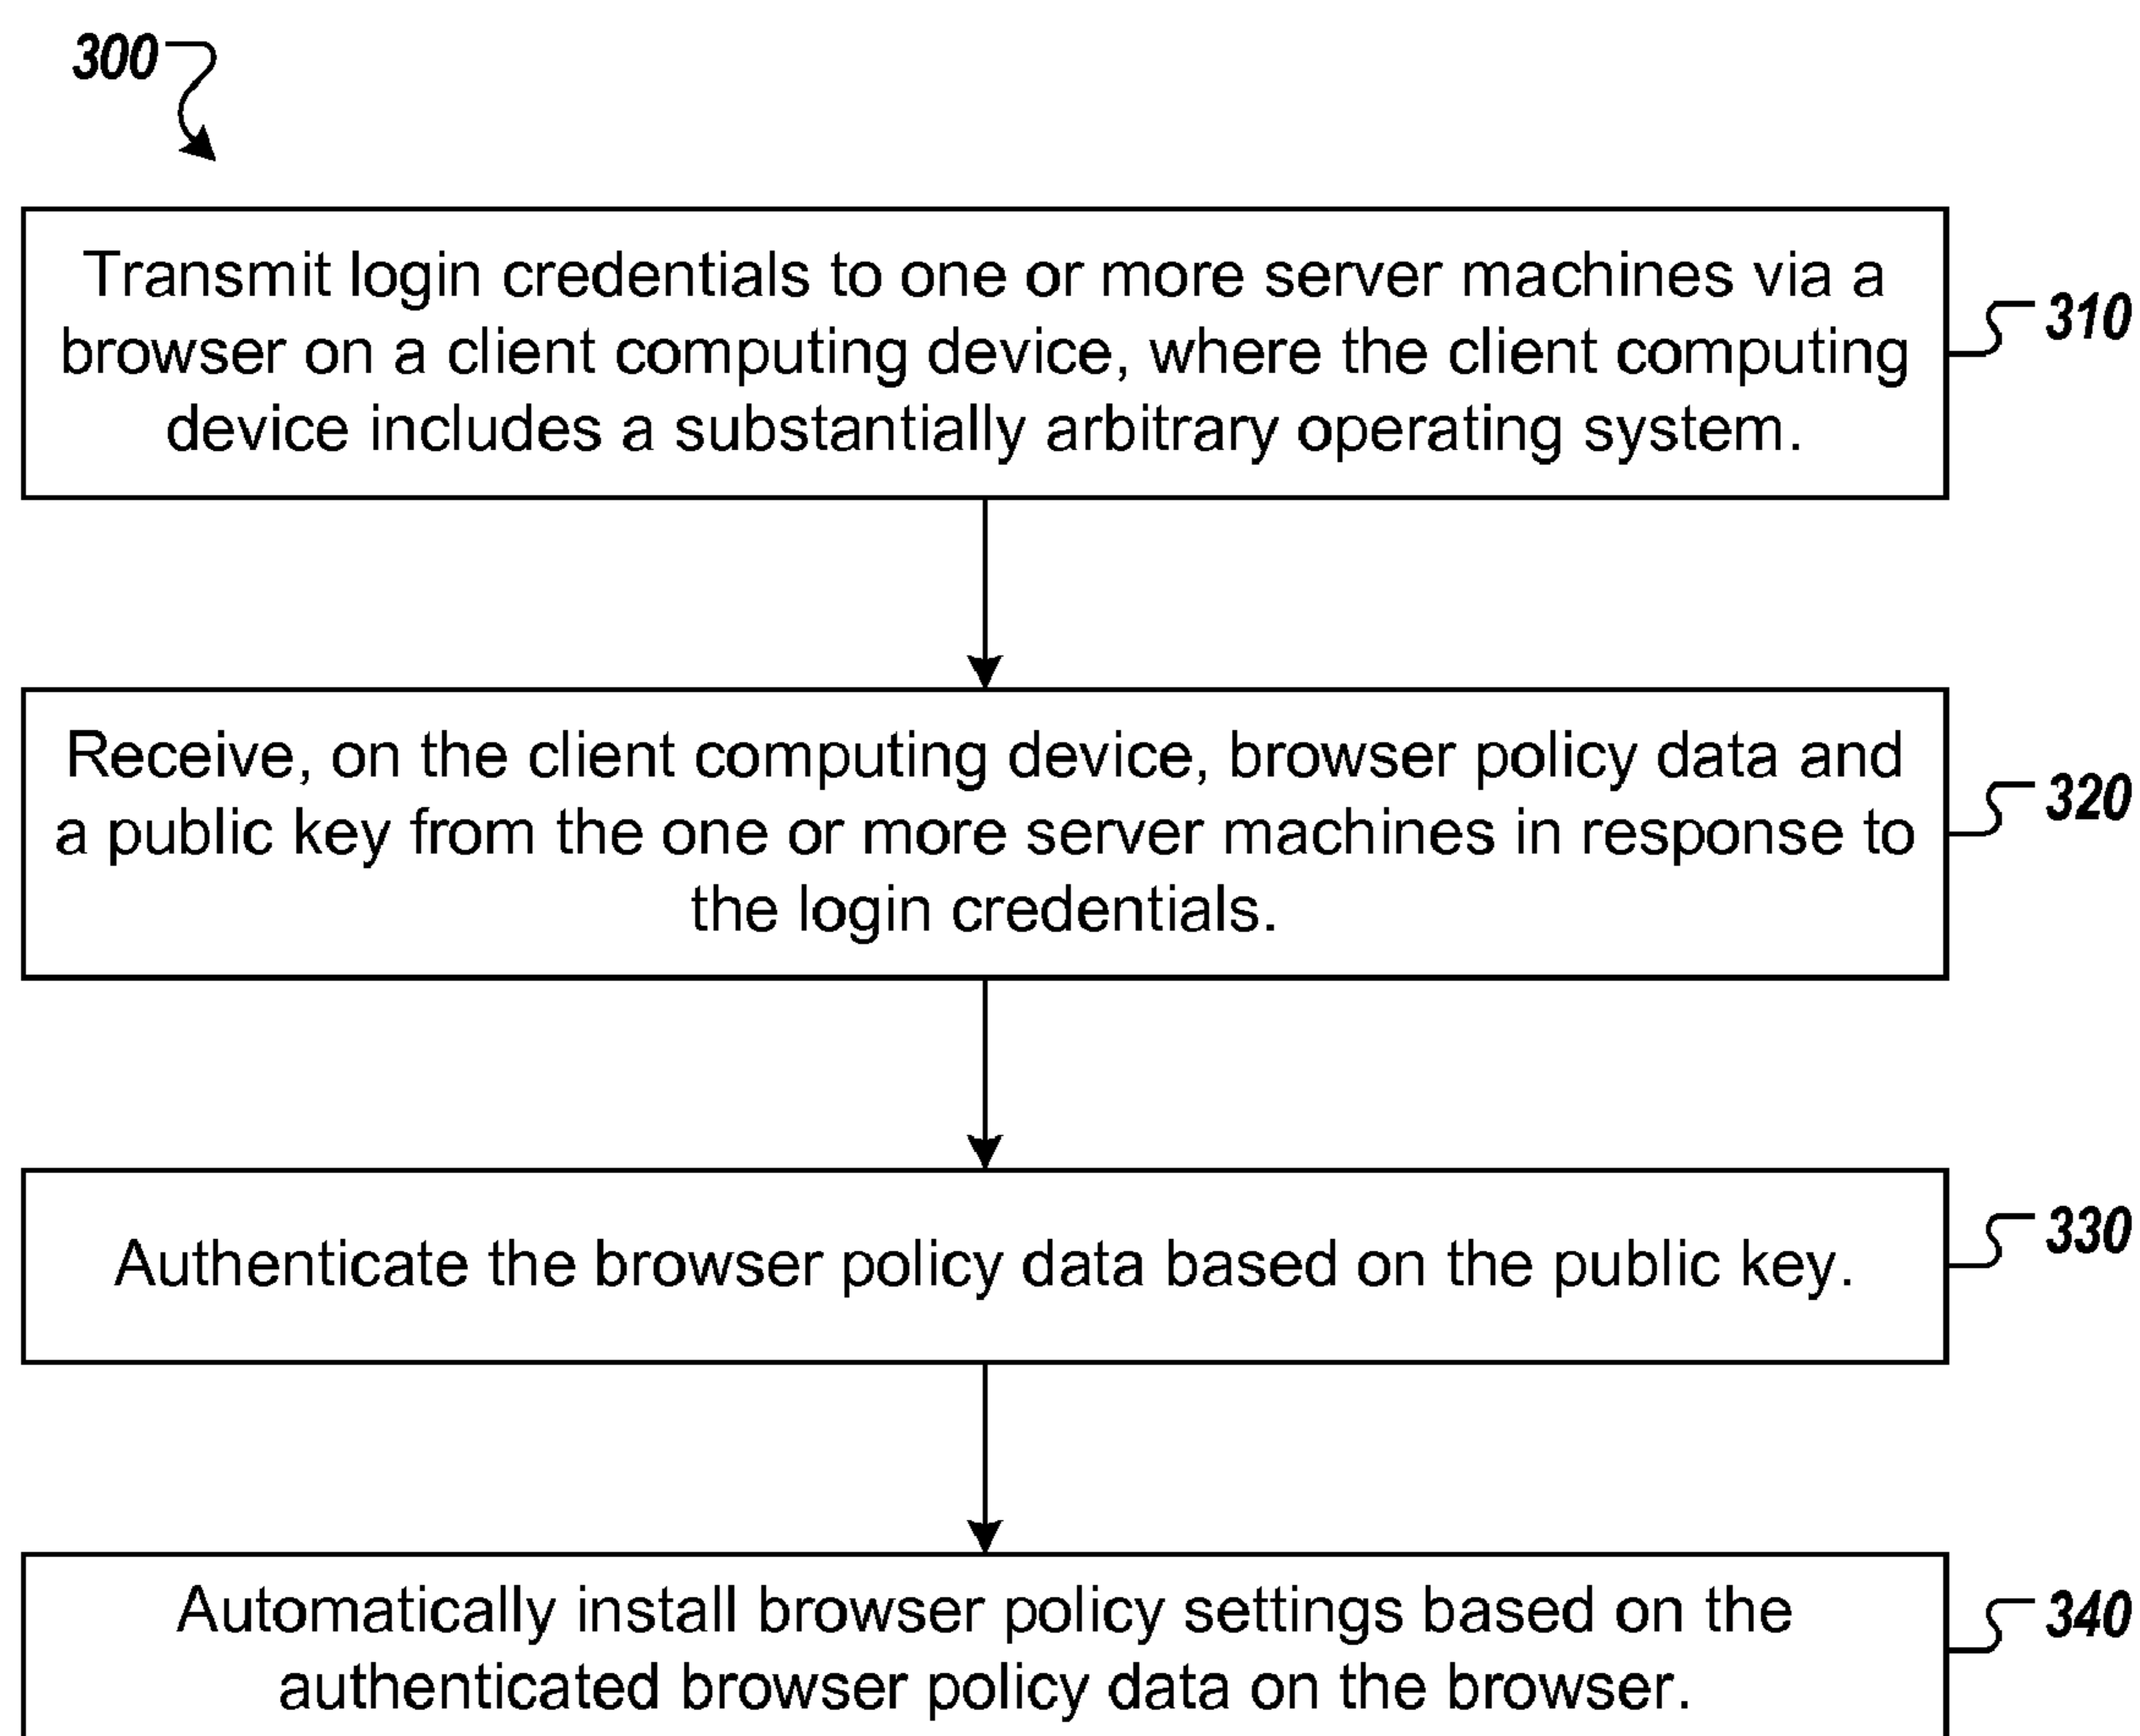 300
Transmit login credentials to one or more server machines via a
browser on a client computing device, where the client computing
device includes a substantially arbitrary operating system.
310
Receive, on the client computing device, browser policy data and
a public key from the one or more server machines in response to
the login credentials.
320
Authenticate the browser policy data based on the public key.
330
Automatically install browser policy settings based on the
authenticated browser policy data on the browser.
340